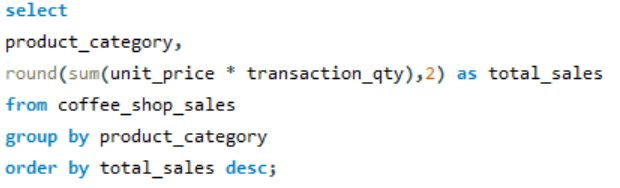 select
product_category,
round(sum(unit_price * transaction_qty),2) as total_sales
from coffee_shop_sales
group by product_category
order by total_sales desc;